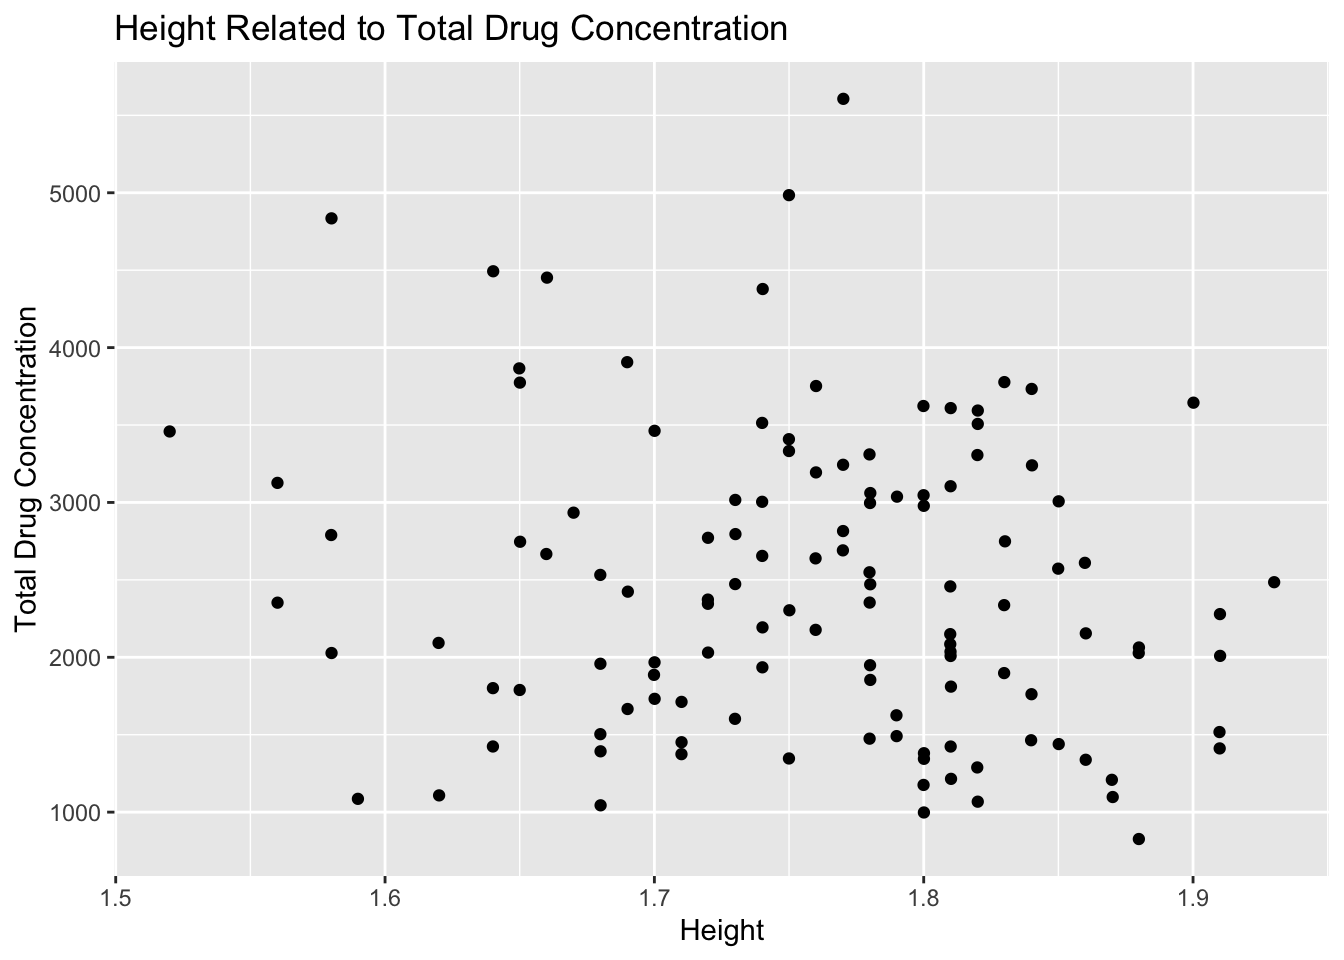 Height Related to Total Drug Concentration
Total Drug Concentration
5000
4000
3000
2000
1000
1.5 1.6 1.7 1.8 1.9
Height